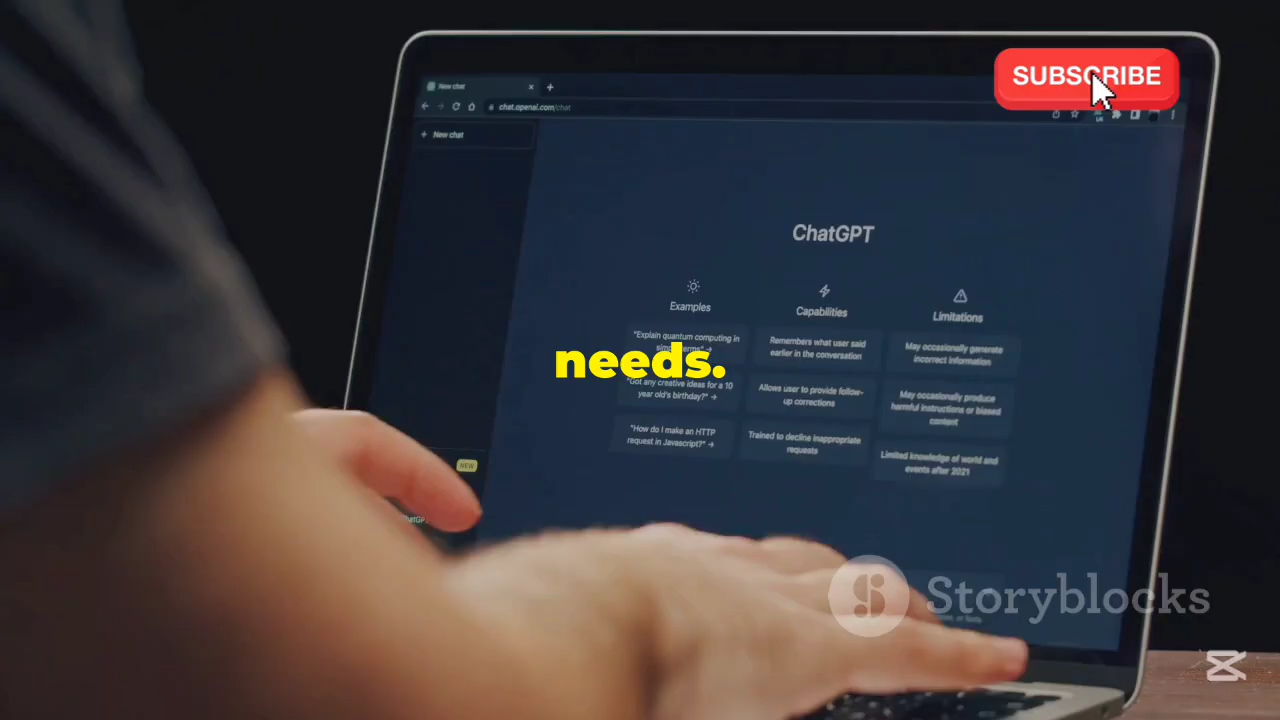 SUBSCRIBE
New chat
chat.openai.com/chat
New chat
ChatGPT
Examples
Capabilities
Limitations
"Explain quantum computing in
"Got any creative ideas for a 10
year old's birthday?" →
"How do I make an HTTP
request in Javascript?" →
Remembers what user said
earlier in the conversation
Allows user to provide follow-
up corrections
Trained to decline inappropriate
requests
May occasionally generate
incorrect information
May occasionally produce
harmful instructions or biased
content
Limited knowledge of world and
events after 2021
needs.
NEW
Storyblocks